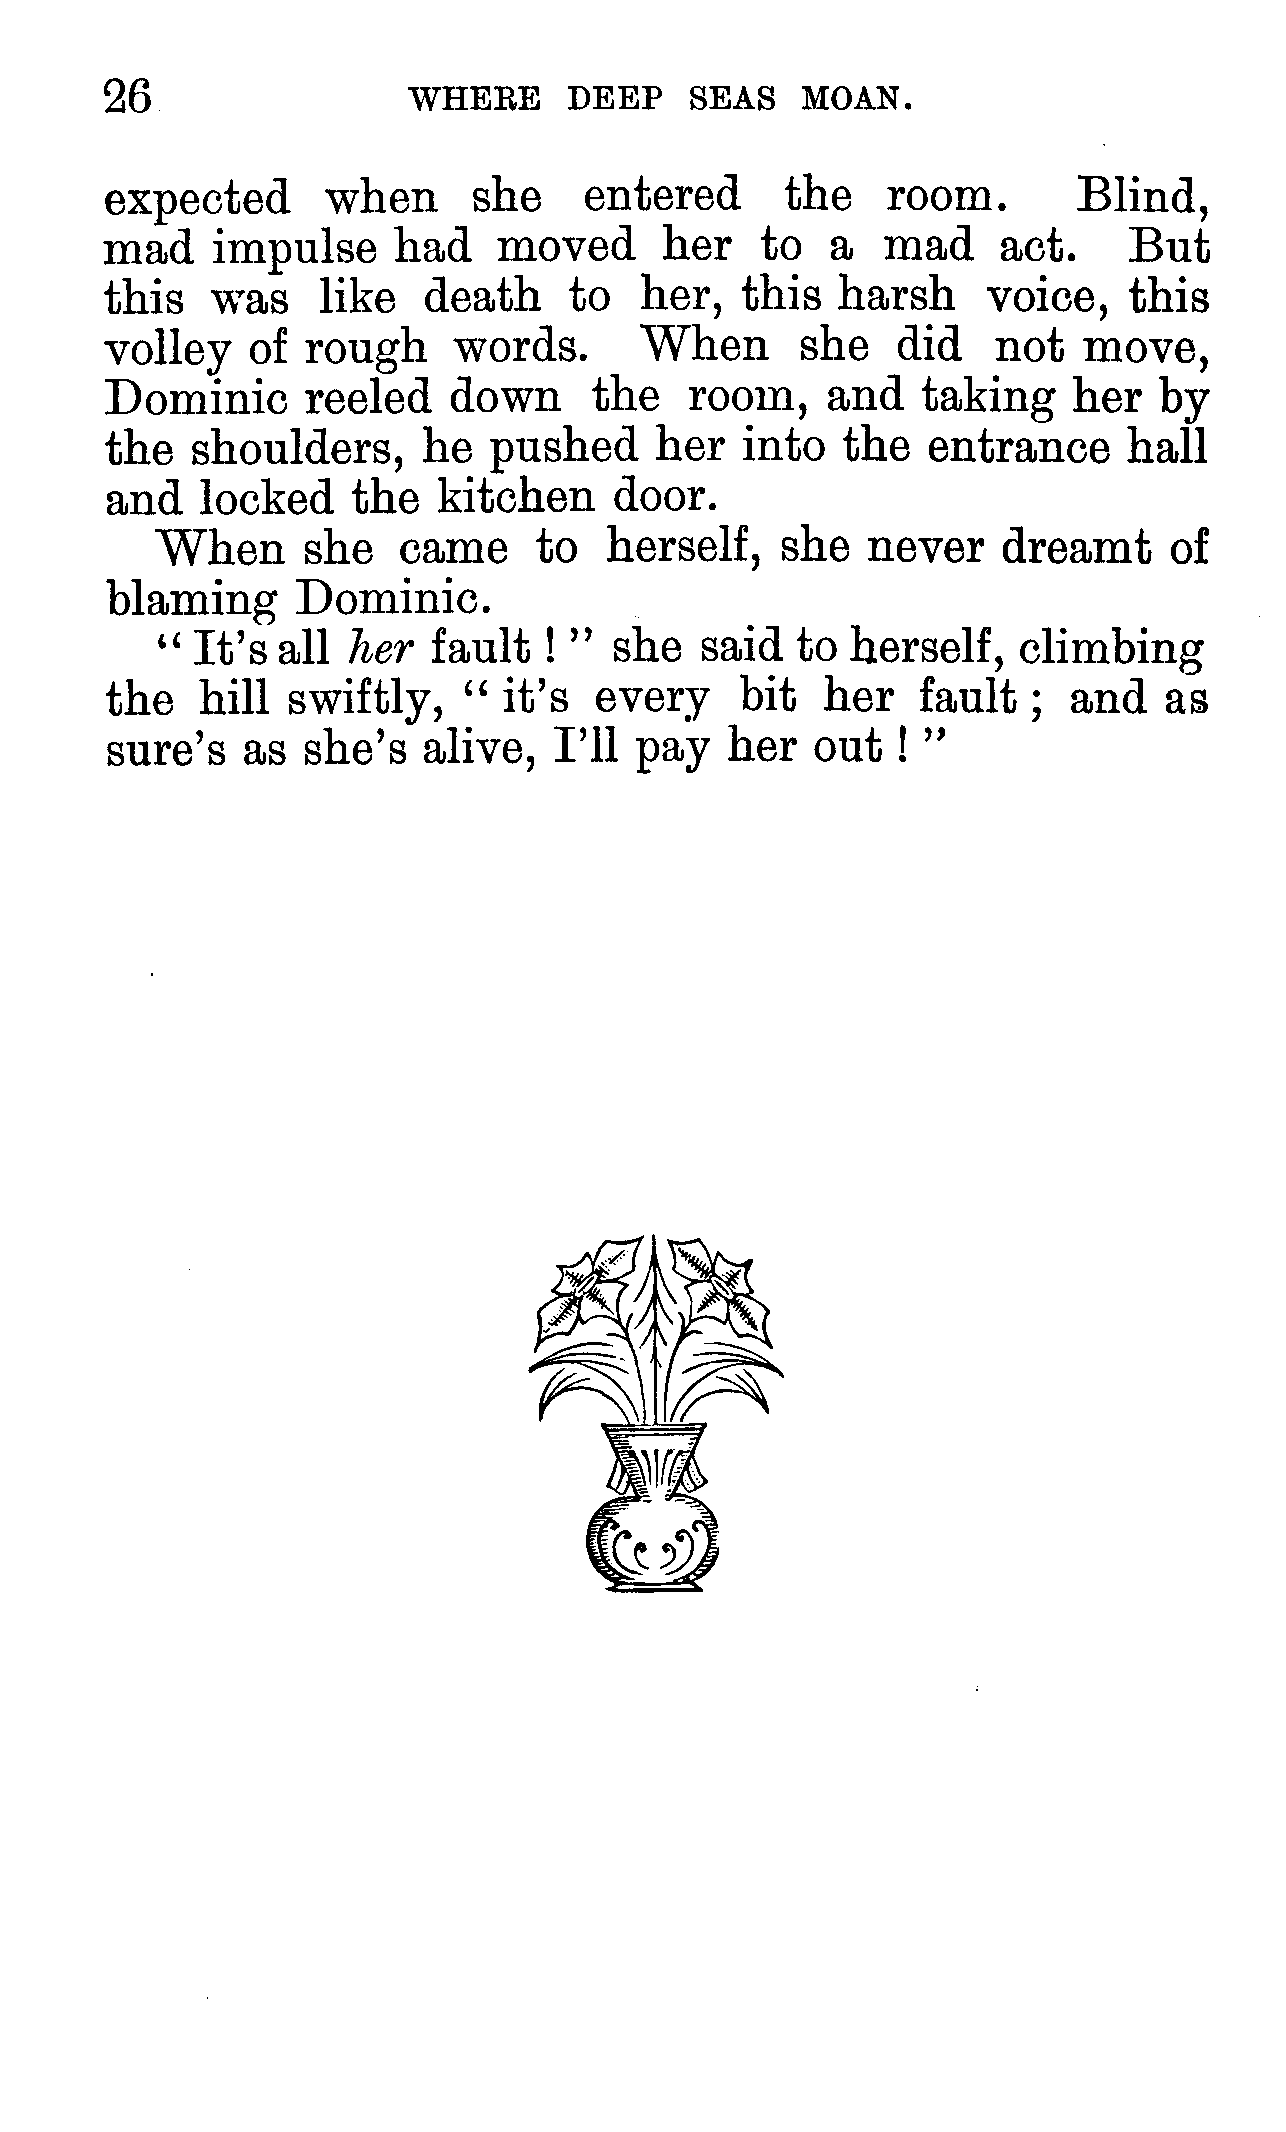 26 WHERE DEEP SEAS MOAN.
expected when she entered the room. Blind,
mad impulse had moved her to a mad act. But
this was like death to her, this harsh voice, this
volley of rough words. When she did not move,
Dominic reeled down the room, and taking her by
the shoulders, he pushed her into the entrance hall
and locked the kitchen door.
When she came to herself, she never dreamt of
blaming Dominic.
“ It’s all her fault ! ” she said to herself, climbing
the hill swiftly, “ it’s every bit her fault ; and as
sure’s as she’s alive, I’ll pay her out ! ”